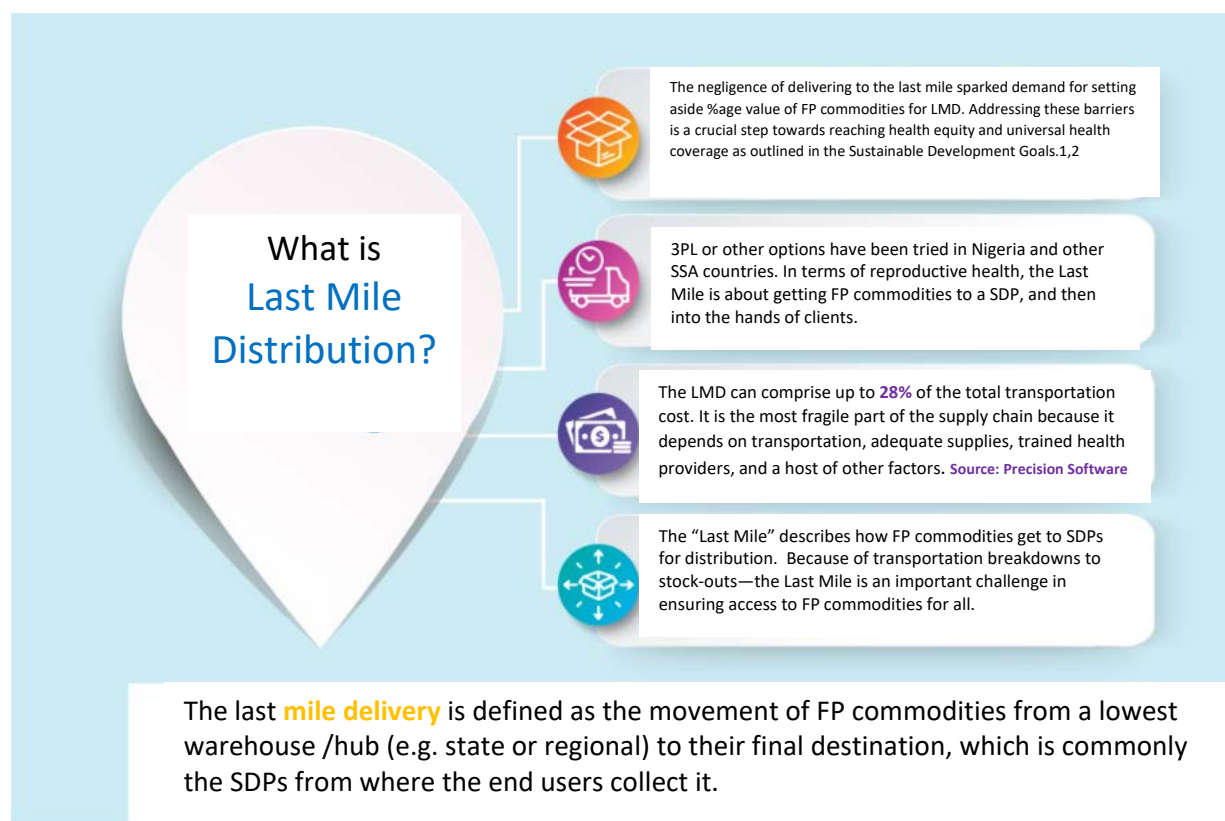 What is
Last Mile
Distribution?
The negligence of delivering to the last mile sparked demand for setting
aside %age value of FP commodities for LMD. Addressing these barriers
is a crucial step towards reaching health equity and universal health
coverage as outlined in the Sustainable Development Goals.1,2
3PL or other options have been tried in Nigeria and other
SSA countries. In terms of reproductive health, the Last
Mile is about getting FP commodities to a SDP, and then
into the hands of clients.
The LMD can comprise up to 28% of the total transportation
cost. It is the most fragile part of the supply chain because it
depends on transportation, adequate supplies, trained health
providers, and a host of other factors. Source: Precision Software
The “Last Mile” describes how FP commodities get to SDPs
for distribution.  Because of transportation breakdowns to
stock-outs—the Last Mile is an important challenge in
ensuring access to FP commodities for all.
The last mile delivery is defined as the movement of FP commodities from a lowest
warehouse /hub (e.g. state or regional) to their final destination, which is commonly
the SDPs from where the end users collect it.